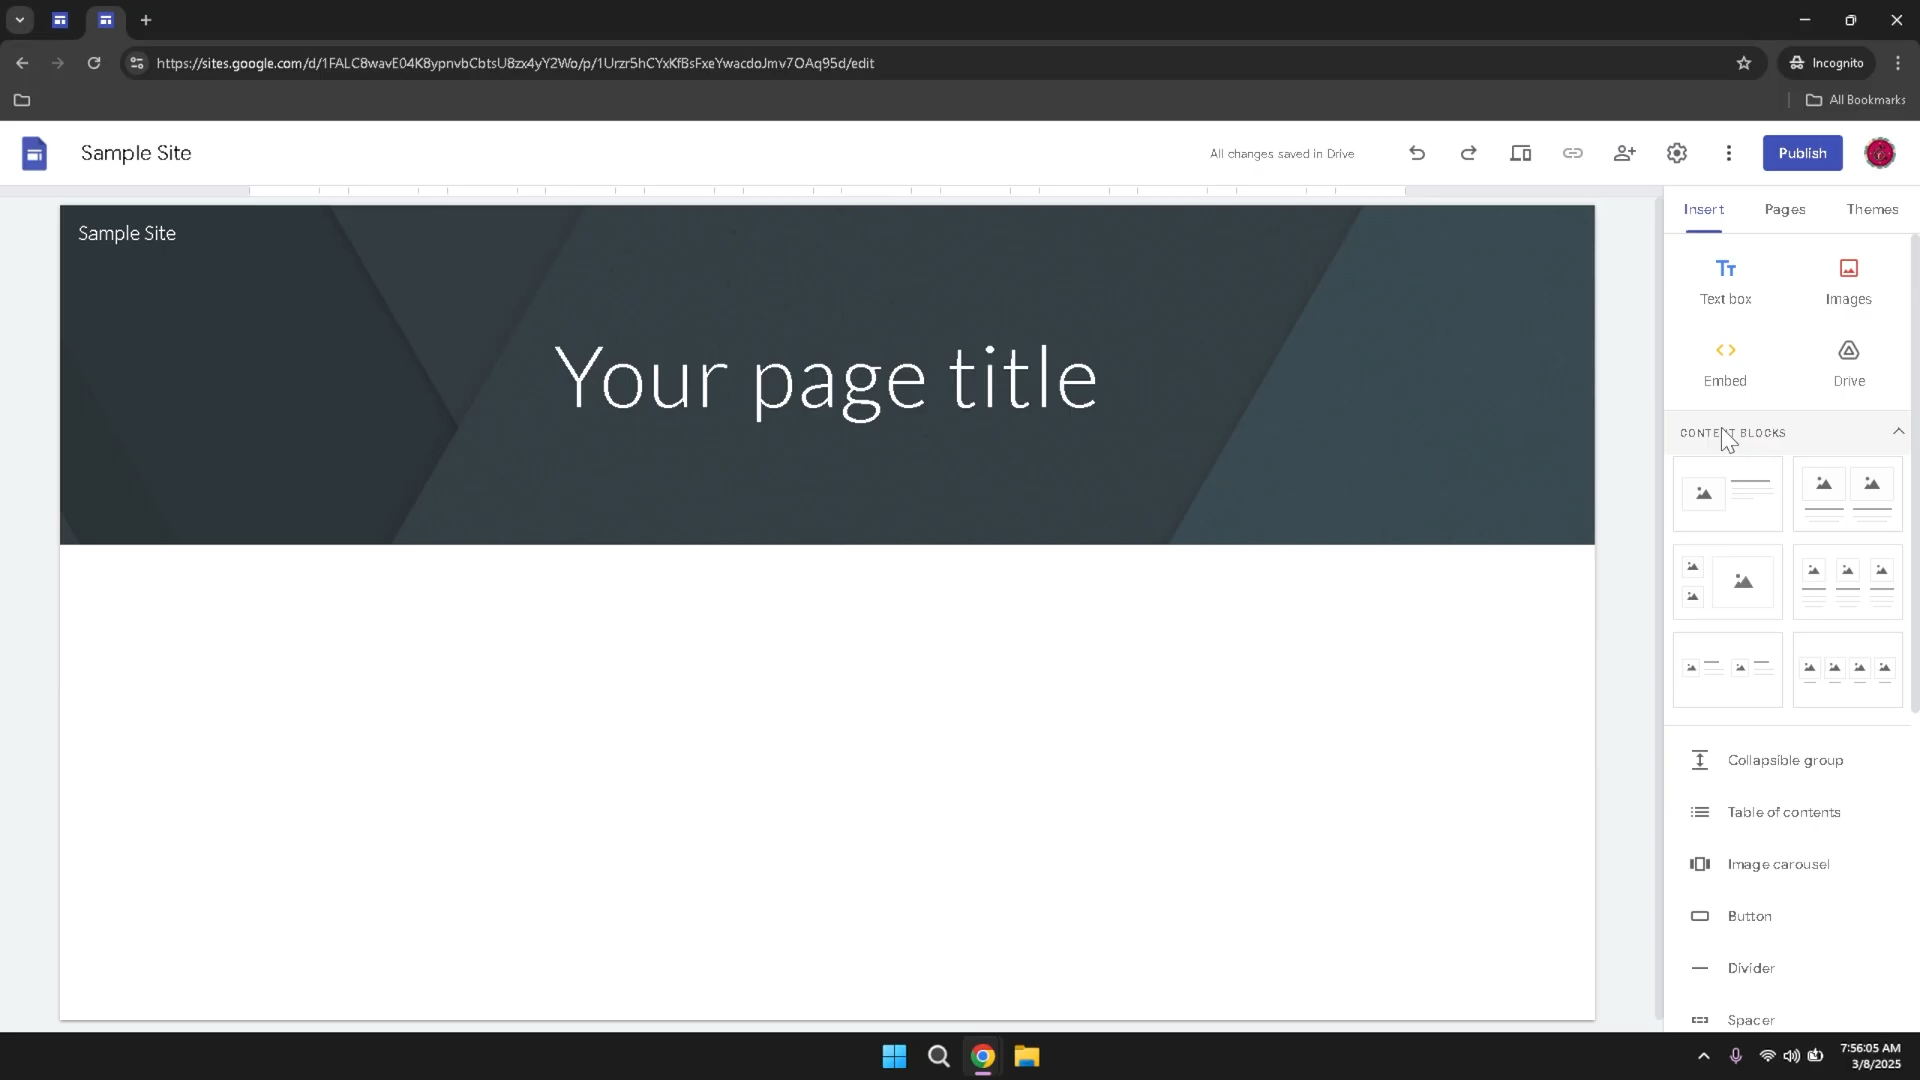 https://sites.google.com/d/1FALC8wavE04K8ypnvbCbtsU8zx4yY2Wo/p/1Urzr5hCYxKfBsFxeYwacdoJmv7OAq95d/edit
Incognito
All Bookmarks
Sample Site
All changes saved in Drive
Publish
Insert
Pages
Themes
Sample Site
Your page title
Text box
Images
Embed
Drive
CONTENT BLOCKS
Collapsible group
Table of contents
Image carousel
Button
Divider
Spacer
7:56:05 AM
3/8/2025